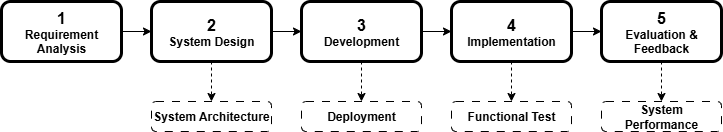 1
Requirement
Analysis
2
System Design
3
Development
4
Implementation
5
Evaluation &
Feedback
System Architecture
Deployment
Functional Test
System
Performance